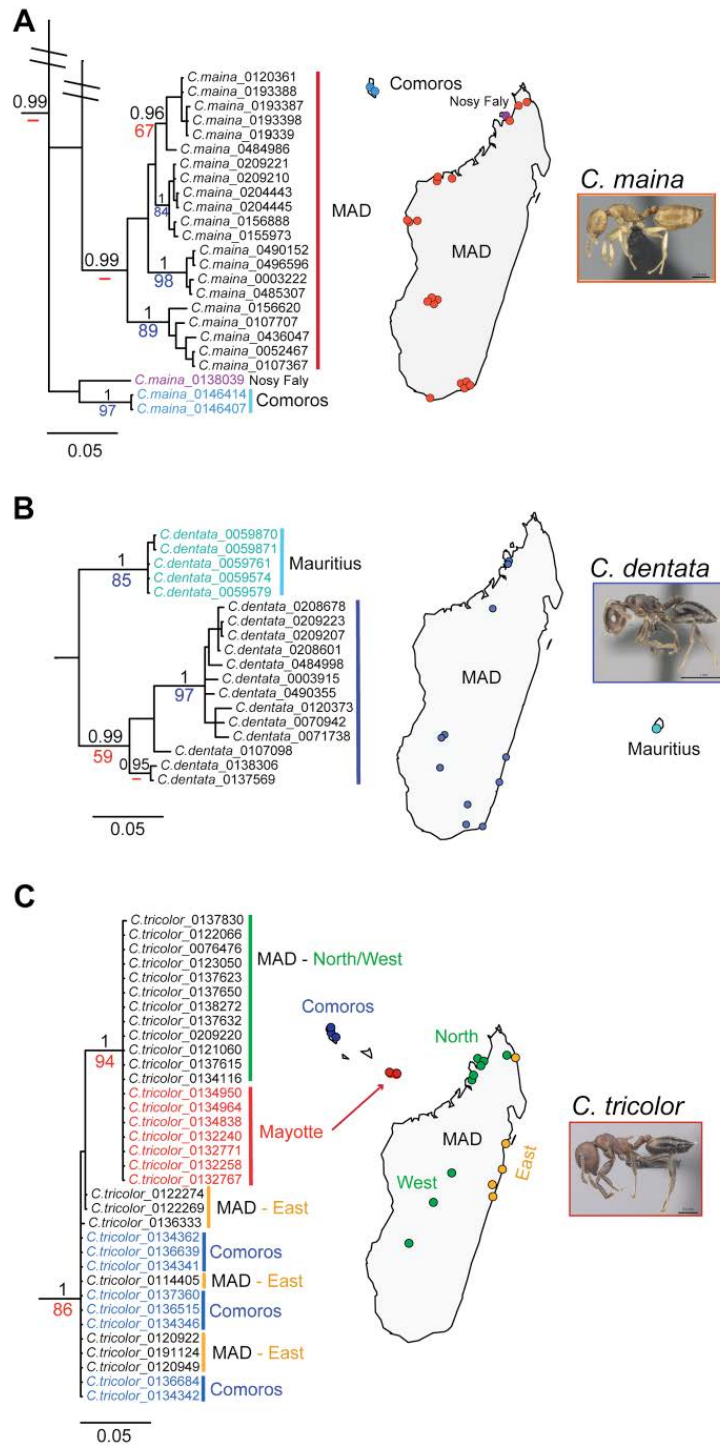 A
0.99
–
0.96
67
1
84
0.99
–
1
98
1
89
1
97
C.maina_0120361
C.maina_0193388
C.maina_0193387
C.maina_0193398
C.maina_019339
C.maina_0484986
C.maina_0209221
C.maina_0209210
C.maina_0204443
C.maina_0204445
C.maina_0156888
C.maina_0155973
C.maina_0490152
C.maina_0496596
C.maina_0003222
C.maina_0485307
C.maina_0156620
C.maina_0107707
C.maina_0436047
C.maina_0052467
C.maina_0107367
C.maina_0138039 Nosy Faly
C.maina_0146414
C.maina_0146407
MAD
Comoros
0.05
Comoros
Nosy Faly
MAD
C. maina
B
1
85
1
97
0.99
59
0.95
–
C.dentata_0059870
C.dentata_0059871
C.dentata_0059761
C.dentata_0059574
C.dentata_0059579
C.dentata_0208678
C.dentata_0209223
C.dentata_0209207
C.dentata_0208601
C.dentata_0484998
C.dentata_0003915
C.dentata_0490355
C.dentata_0120373
C.dentata_0070942
C.dentata_0071738
C.dentata_0107098
C.dentata_0138306
C.dentata_0137569
Mauritius
0.05
MAD
C. dentata
Mauritius
C
1
94
1
86
C.tricolor_0137830
C.tricolor_0122066
C.tricolor_0076476
C.tricolor_0123050
C.tricolor_0137623
C.tricolor_0137650
C.tricolor_0138272
C.tricolor_0137632
C.tricolor_0209220
C.tricolor_0121060
C.tricolor_0137615
C.tricolor_0134116
C.tricolor_0134950
C.tricolor_0134964
C.tricolor_0134838
C.tricolor_0132240
C.tricolor_0132771
C.tricolor_0132258
C.tricolor_0132767
C.tricolor_0122274
C.tricolor_0122269
C.tricolor_0136333
C.tricolor_0134362
C.tricolor_0136639
C.tricolor_0134341
C.tricolor_0114405
C.tricolor_0137360
C.tricolor_0136515
C.tricolor_0134346
C.tricolor_0120922
C.tricolor_0191124
C.tricolor_0120949
C.tricolor_0136684
C.tricolor_0134342
MAD - North/West
Mayotte
MAD - East
Comoros
MAD - East
Comoros
MAD - East
Comoros
0.05
Comoros
North
MAD
West
East
C. tricolor